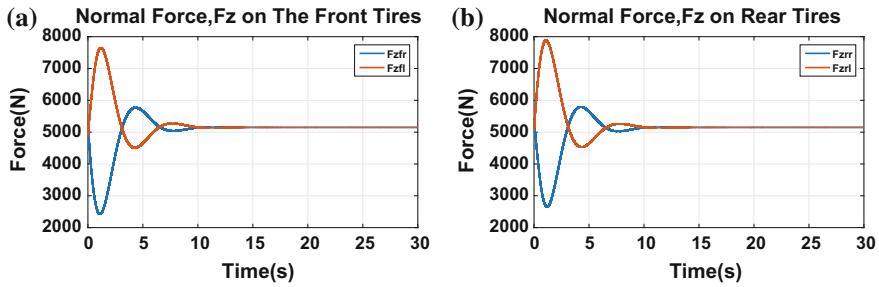 (a) Normal Force,Fz on The Front Tires
8000
7000
6000
5000
4000
3000
2000
Force(N)
Fzfr
Fzfl
0 5 10 15 20 25 30
Time(s)
(b) Normal Force,Fz on Rear Tires
8000
7000
6000
5000
4000
3000
2000
Force(N)
Fzrr
Fzrl
0 5 10 15 20 25 30
Time(s)